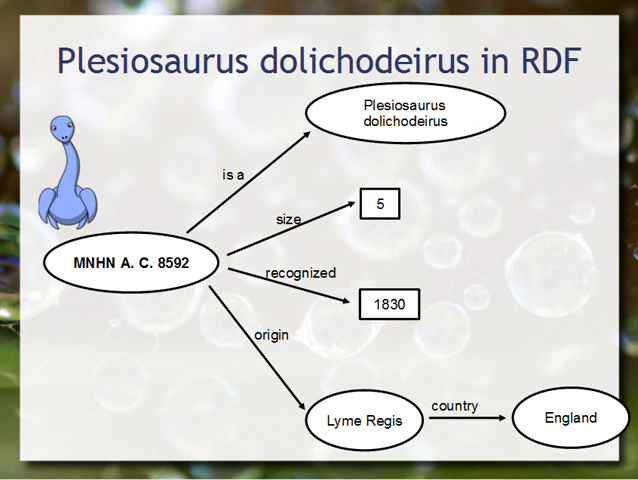 Plesiosaurus dolichodeirus in RDF
Plesiosaurus
dolichodeirus
is a
5
size
MNHN A. C. 8592
recognized
1830
origin
country
Lyme Regis
England